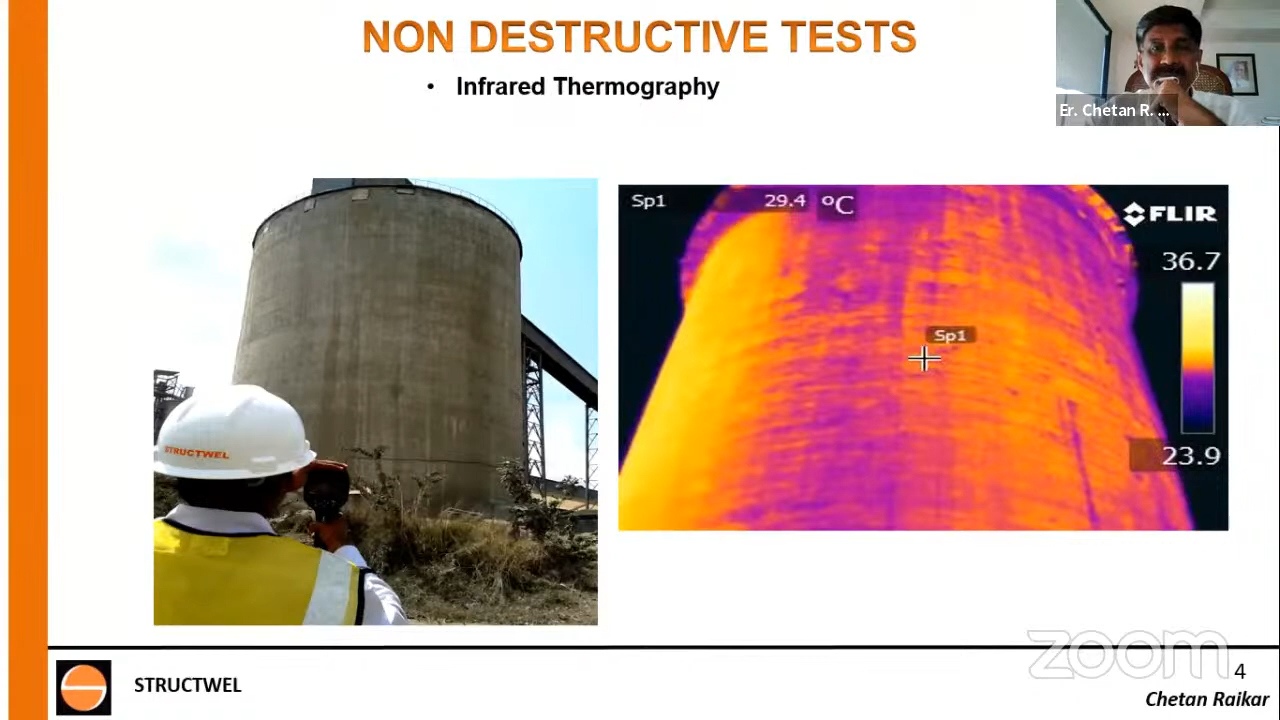 NON DESTRUCTIVE TESTS
• Infrared Thermography
Er. Chetan R. ...
STRUCTWEL
Sp1 29.4 °C
FLIR
36.7
Sp1
23.9
zoom
4
STRUCTWEL
Chetan Raikar